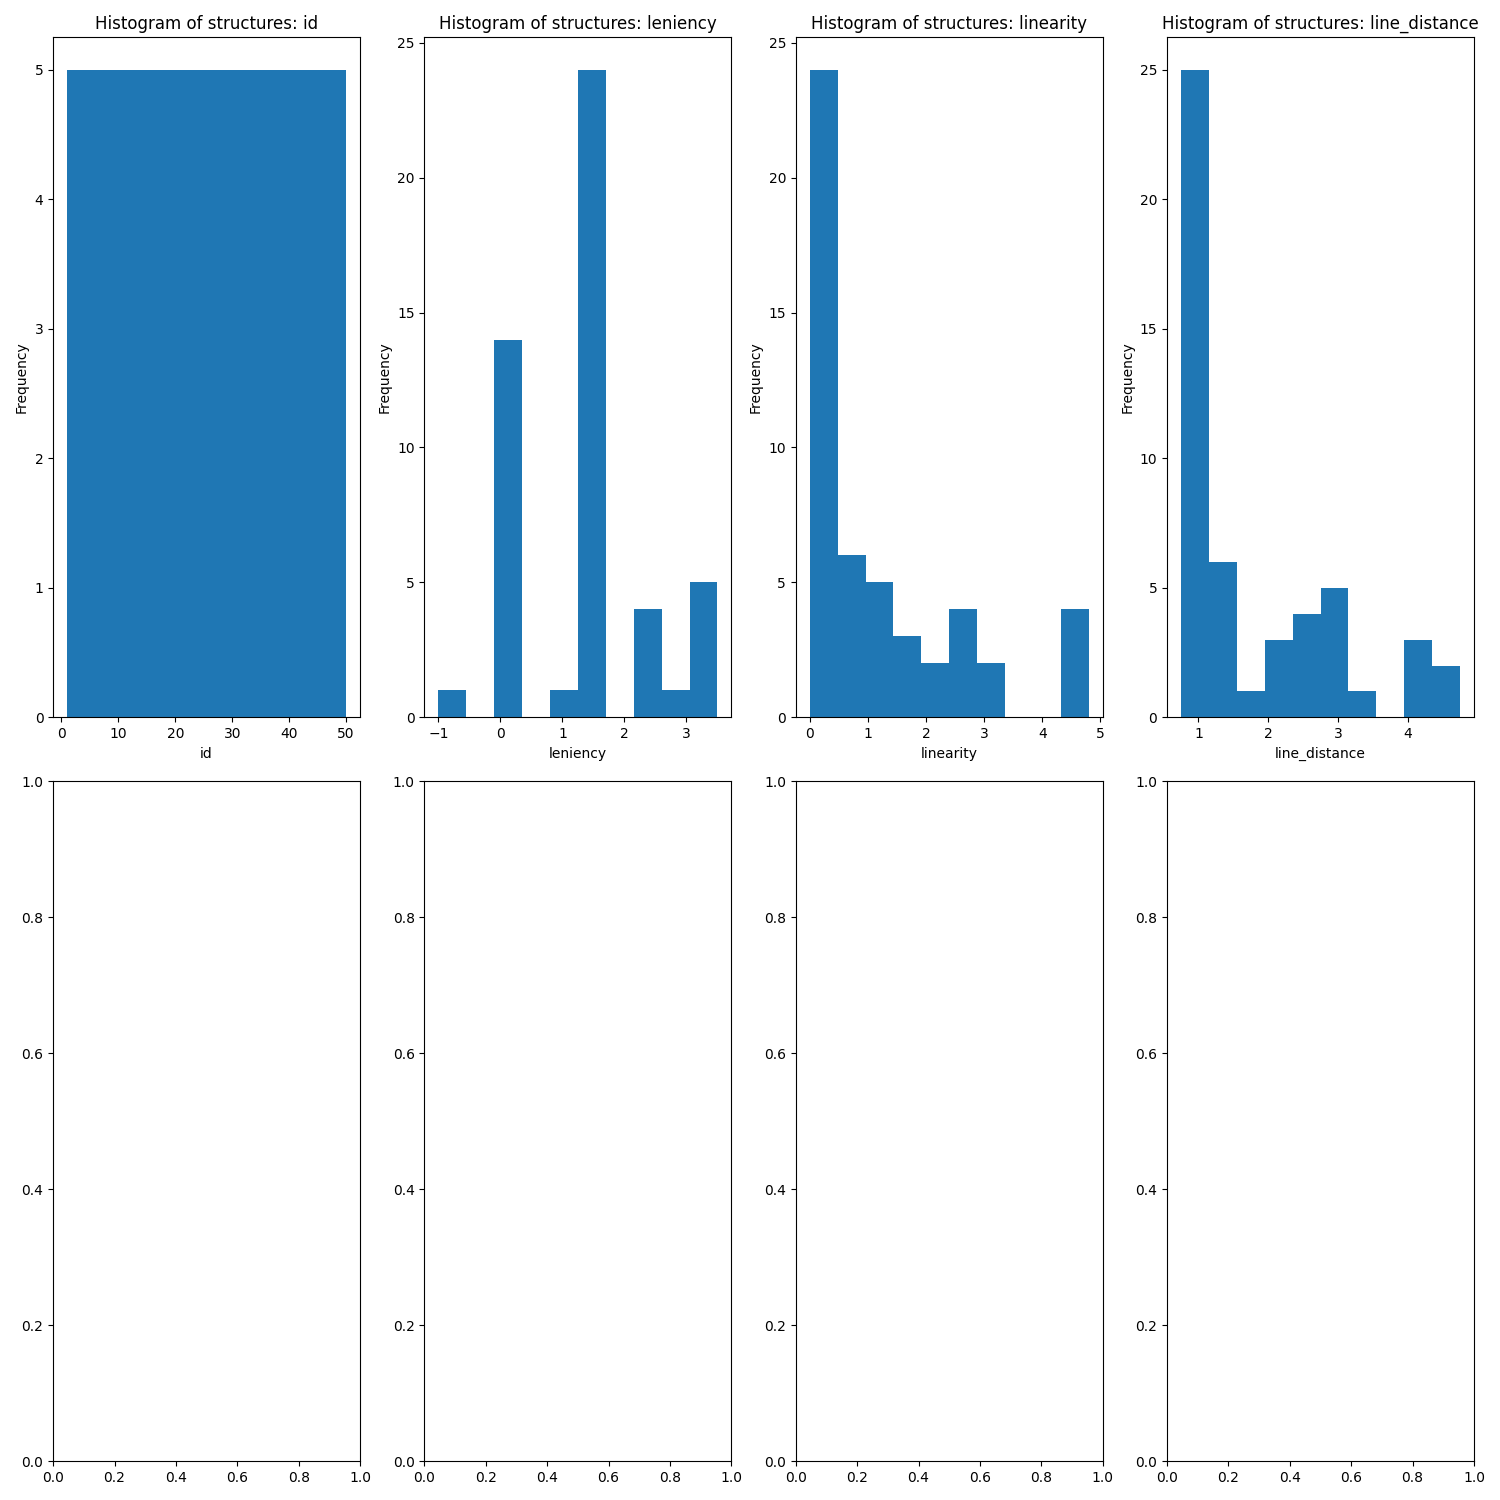 Histogram of structures: id
5
4
3
2
1
0
Frequency
0 10 20 30 40 50
id
Histogram of structures: leniency
25
20
15
10
5
0
Frequency
−1 0 1 2 3
leniency
Histogram of structures: linearity
25
20
15
10
5
0
Frequency
0 1 2 3 4 5
linearity
Histogram of structures: line_distance
25
20
15
10
5
0
Frequency
1 2 3 4
line_distance
1.0
0.8
0.6
0.4
0.2
0.0
0.0 0.2 0.4 0.6 0.8 1.0
1.0
0.8
0.6
0.4
0.2
0.0
0.0 0.2 0.4 0.6 0.8 1.0
1.0
0.8
0.6
0.4
0.2
0.0
0.0 0.2 0.4 0.6 0.8 1.0
1.0
0.8
0.6
0.4
0.2
0.0
0.0 0.2 0.4 0.6 0.8 1.0